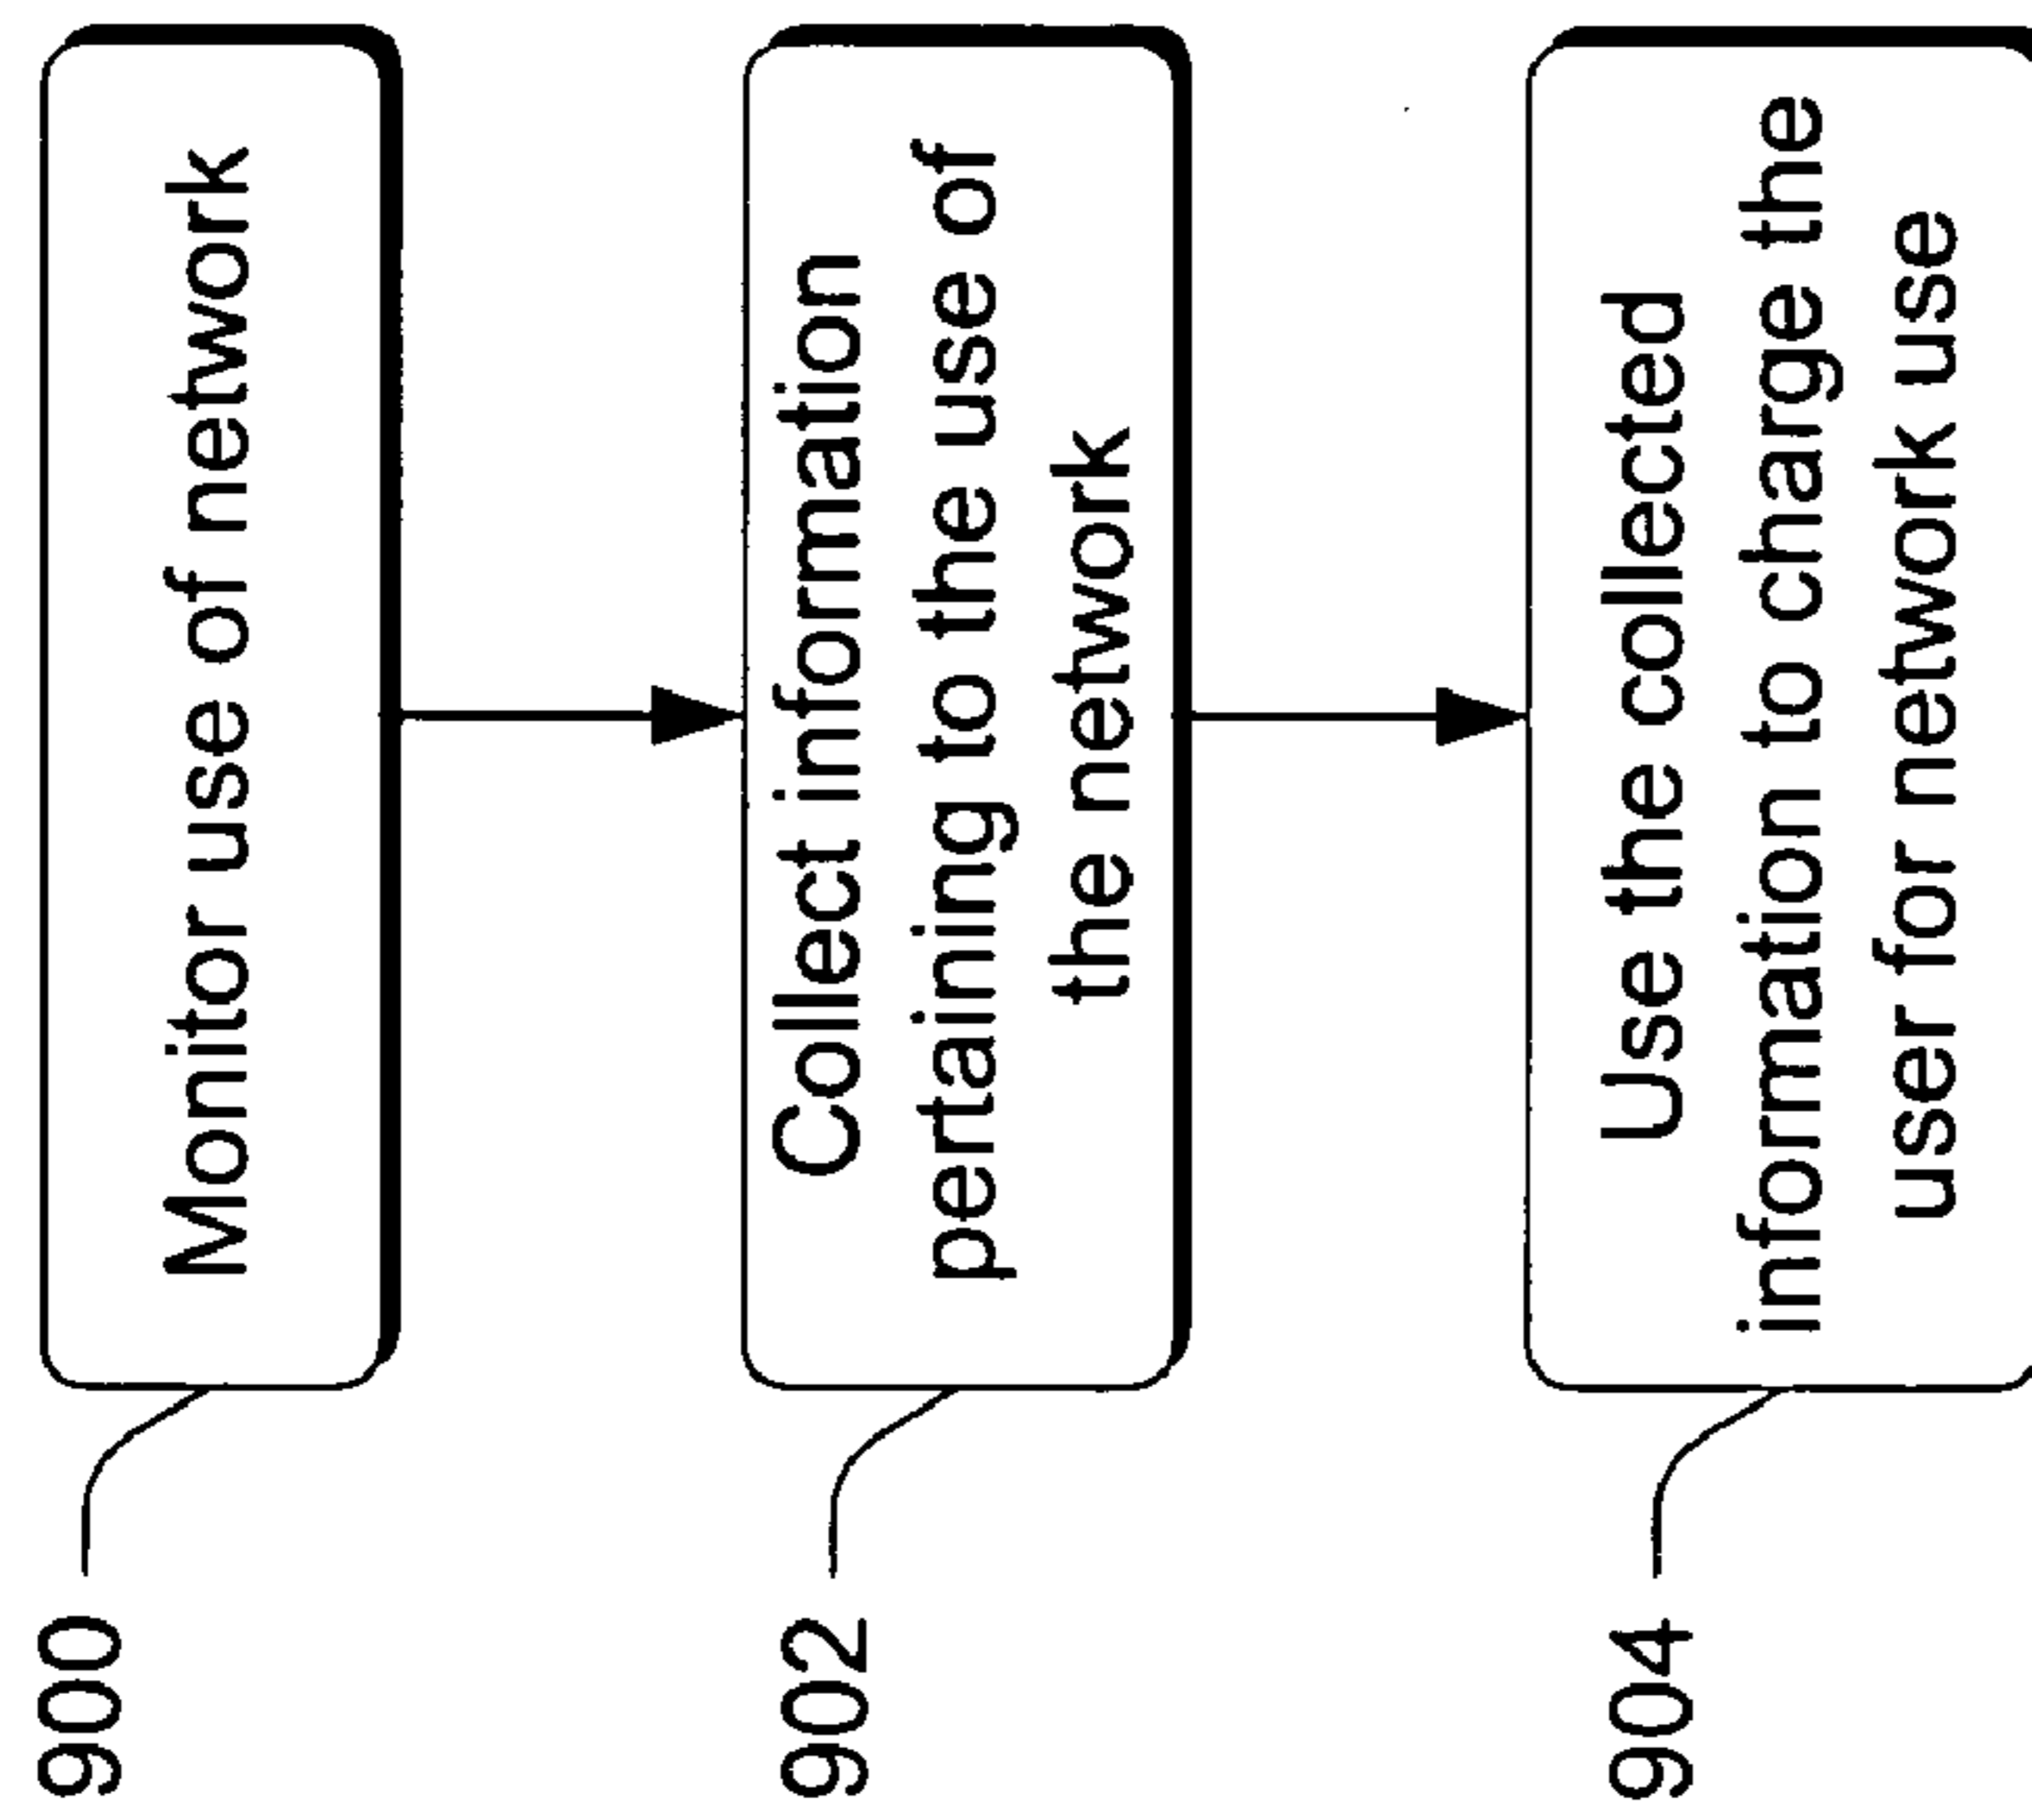 900
Monitor use of network
902
Collect information
pertaining to the use of
the network
904
Use the collected
information to charge the
user for network use